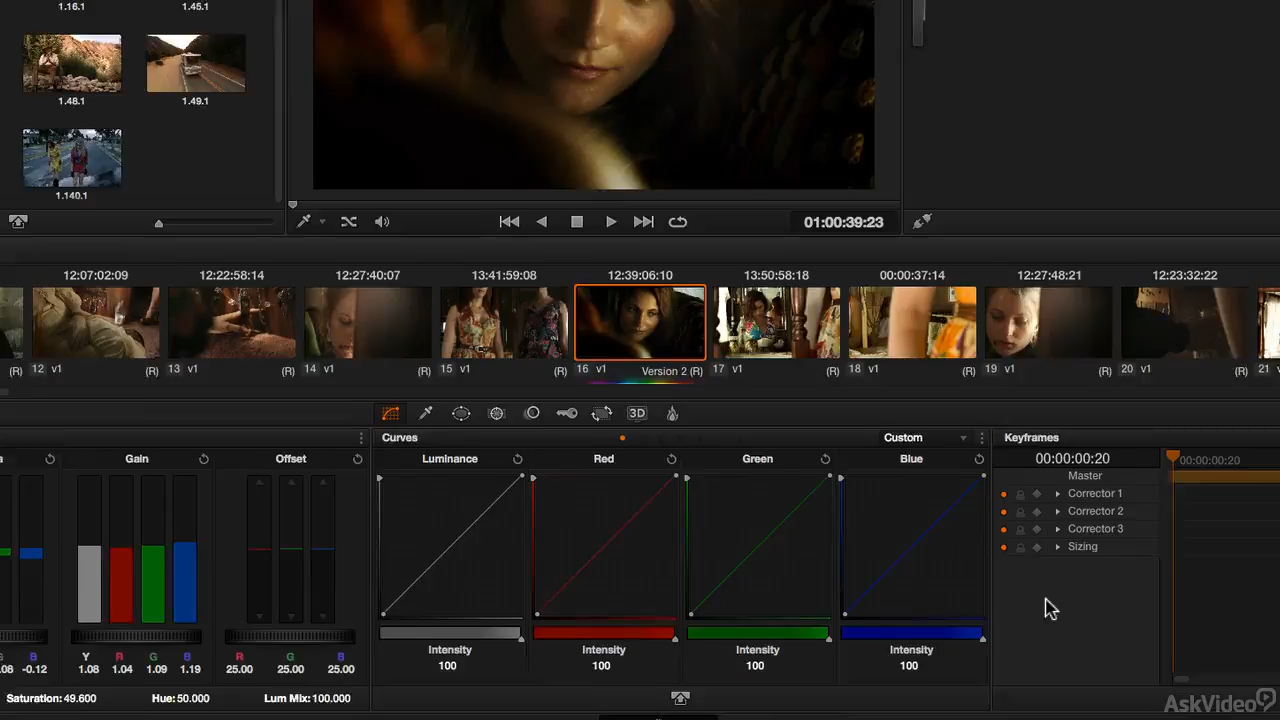 1.16.1 1.45.1
1.48.1 1.49.1
1.140.1
01:00:39:23
12:07:02:09 12:22:58:14 12:27:40:07 13:41:59:08 12:39:06:10 13:50:58:18 00:00:37:14 12:27:48:21 12:23:32:22
(R) 12 v1 (R) 13 v1 (R) 14 v1 (R) 15 v1 (R) 16 v1 Version 2 (R) 17 v1 (R) 18 v1 (R) 19 v1 (R) 20 v1 (R) 21
3D
Curves Custom Keyframes
a Gain Offset Luminance Red Green Blue 00:00:00:20 00:00:00:20
Master
Corrector 1
Corrector 2
Corrector 3
Sizing
G B Y R G B R G B Intensity Intensity Intensity Intensity
.08 -0.12 1.08 1.04 1.09 1.19 25.00 25.00 25.00 100 100 100 100
Saturation: 49.600 Hue: 50.000 Lum Mix: 100.000
AskVideo